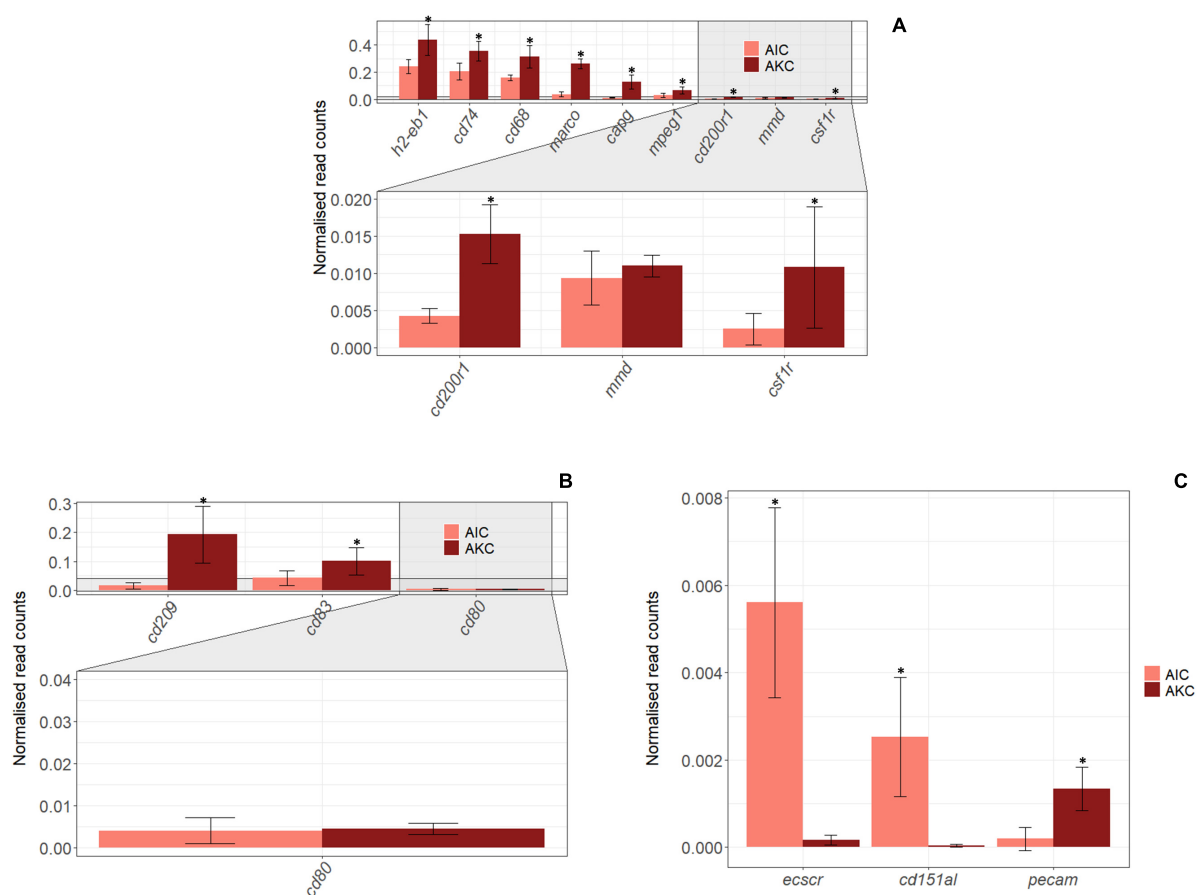 A
Normalised read counts
0.4
0.2
0.0
* * * * * * * *
AIC
AKC
h2-eb1 cd74 cd68 marco capg mpeg1 cd200r1 mmd csf1r
0.020
0.015
0.010
0.005
0.000
* *
cd200r1 mmd csf1r
B
Normalised read counts
0.3
0.2
0.1
0.0
* *
AIC
AKC
cd209 cd83 cd80
0.04
0.03
0.02
0.01
0.00
cd80
C
Normalised read counts
0.008
0.006
0.004
0.002
0.000
* * *
ecscr cd151al pecam
AIC
AKC